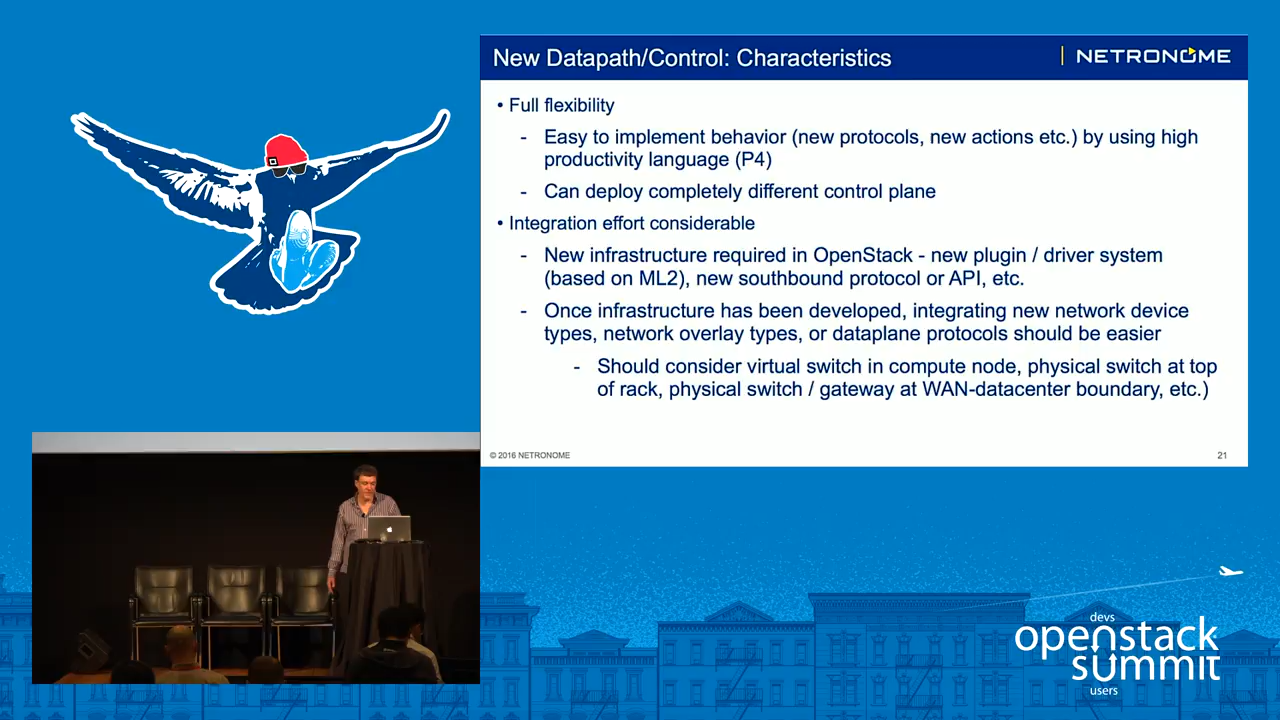 New Datapath/Control: Characteristics
NETRONOME
• Full flexibility
- Easy to implement behavior (new protocols, new actions etc.) by using high
productivity language (P4)
- Can deploy completely different control plane
• Integration effort considerable
- New infrastructure required in OpenStack - new plugin / driver system
(based on ML2), new southbound protocol or API, etc.
- Once infrastructure has been developed, integrating new network device
types, network overlay types, or dataplane protocols should be easier
- Should consider virtual switch in compute node, physical switch at top
of rack, physical switch / gateway at WAN-datacenter boundary, etc.)
© 2016 NETRONOME
21
devs
openstack
summit
users